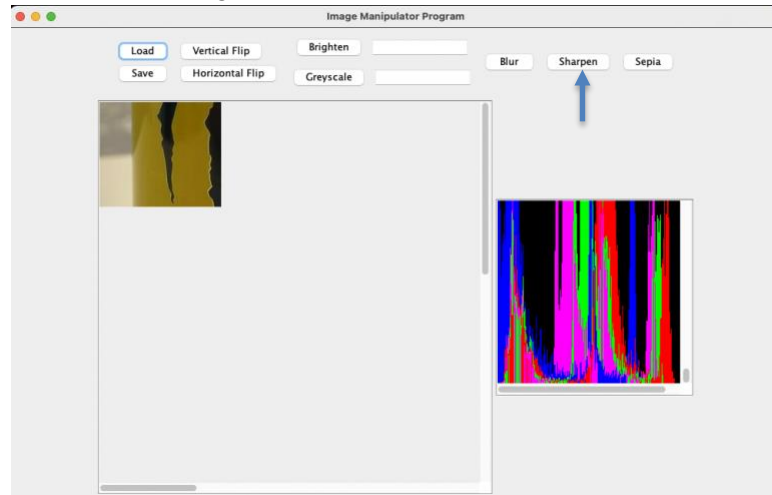 Image Manipulator Program
Load Vertical Flip Brighten
Blur Sharpen Sepia
Save Horizontal Flip Greyscale